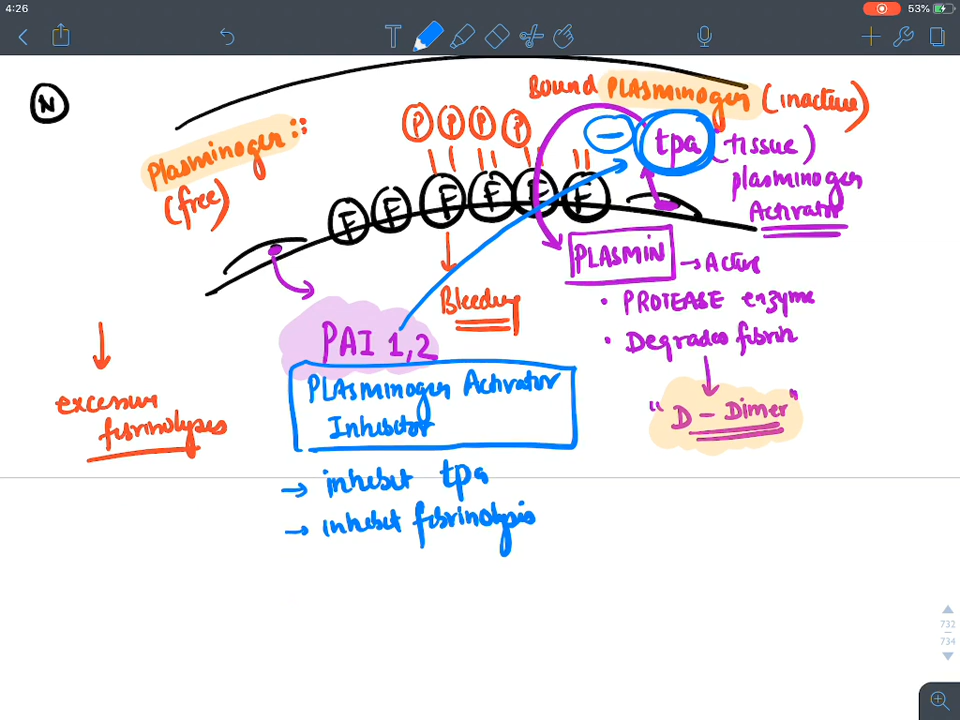 4:26
53%
T
N
Bound PLAsminogen (inactive)
Plasminogen
(free)
P P P P
tpa (tissue)
plasminogen
Activator
F F F F F F
PLASMIN → Active
• PROTEASE enzyme
• Degrades fibrin
Bleeding
PAI 1,2
PLAsminogen Activator
Inhibitor
"D-Dimer"
excessive
fibrinolyses
→ inhibit tpa
→ inhibit fibrinolysis
732
734